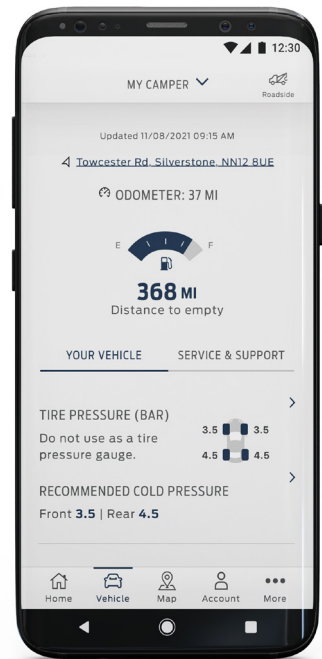 12:30
MY CAMPER
Roadside
Updated 11/08/2021 09:15 AM
Towcester Rd, Silverstone, NN12 8UE
ODOMETER: 37 MI
E F
368 MI
Distance to empty
YOUR VEHICLE SERVICE & SUPPORT
TIRE PRESSURE (BAR)
Do not use as a tire
pressure gauge.
3.5 3.5
4.5 4.5
RECOMMENDED COLD PRESSURE
Front 3.5 | Rear 4.5
Home Vehicle Map Account More